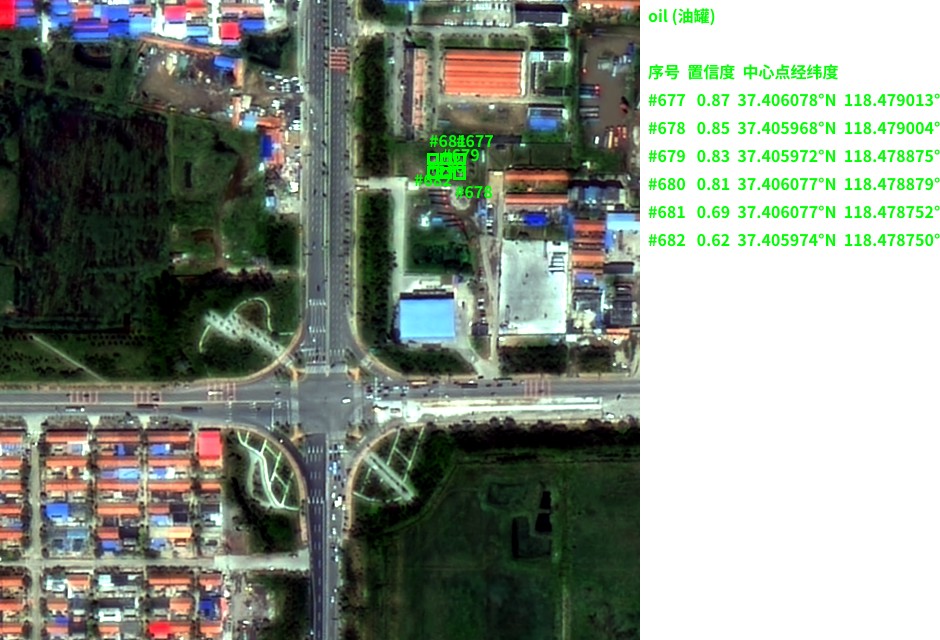 oil (油罐)
序号 置信度 中心点经纬度
#677 0.87 37.406078°N 118.479013°
#678 0.85 37.405968°N 118.479004°
#679 0.83 37.405972°N 118.478875°
#680 0.81 37.406077°N 118.478879°
#681 0.69 37.406077°N 118.478752°
#682 0.62 37.405974°N 118.478750°
#677
#679
#678